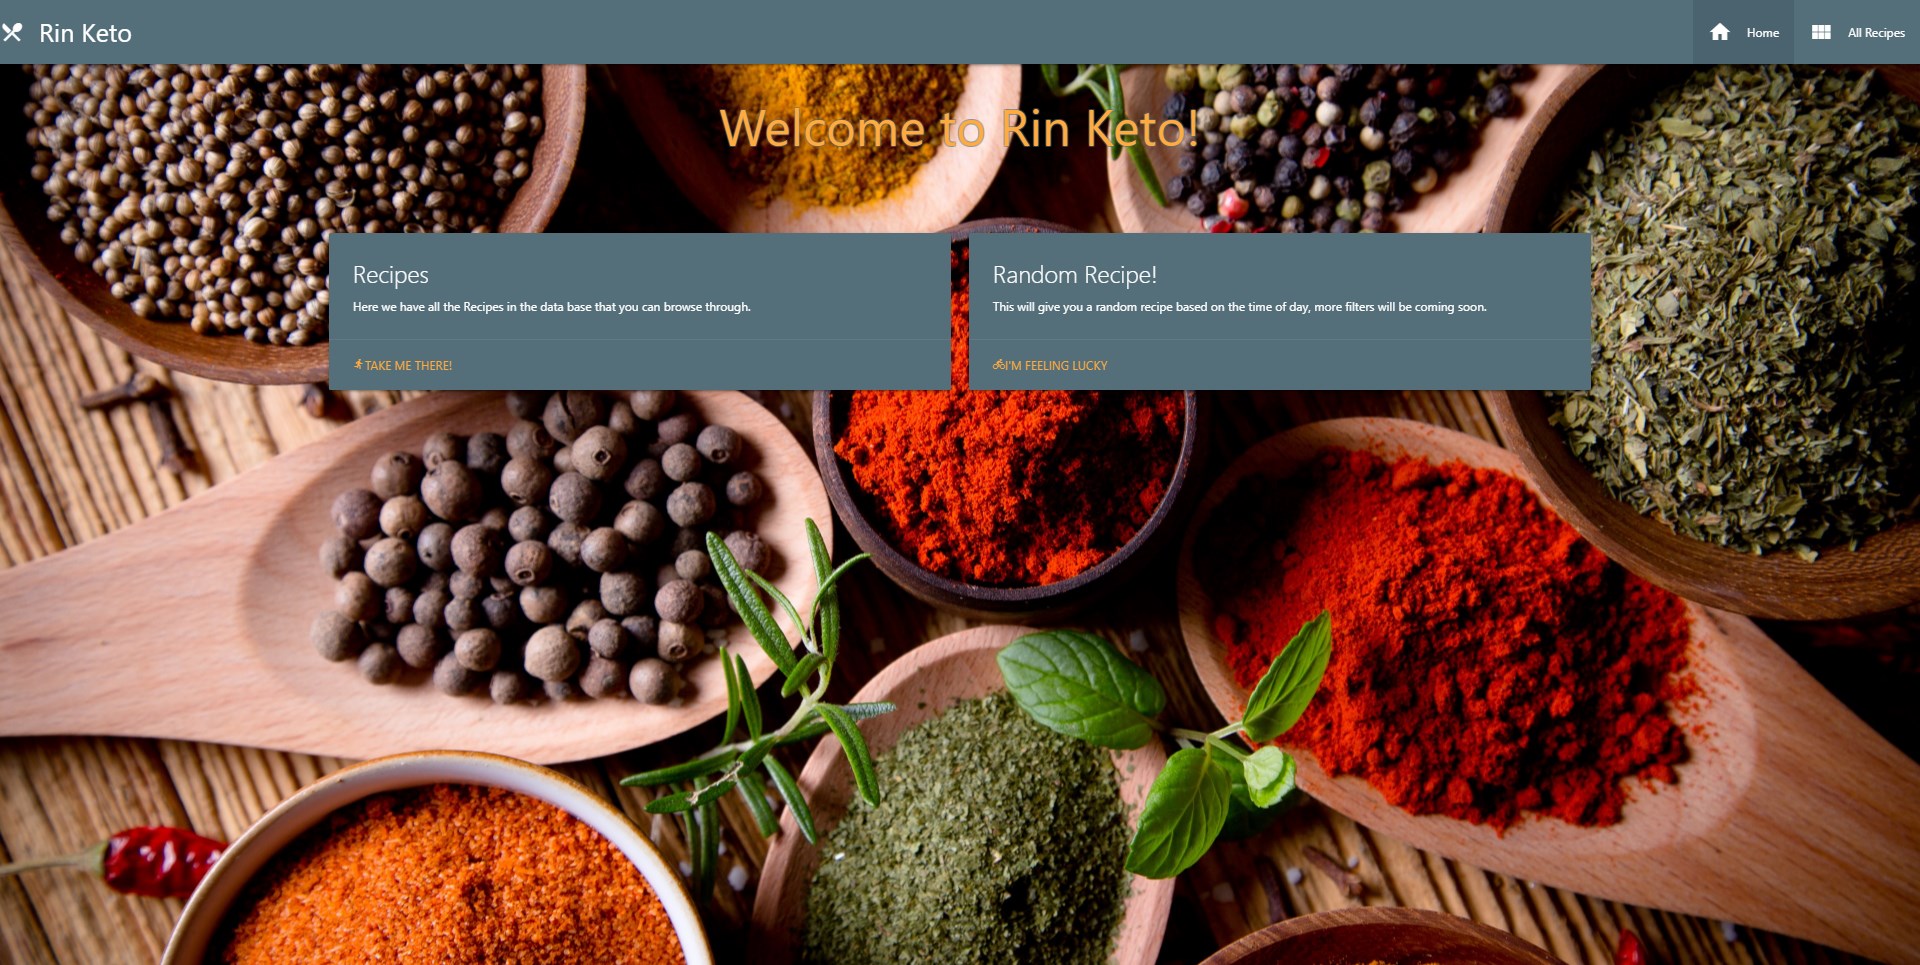 Rin Keto
Home
All Recipes
Welcome to Rin Keto!
Recipes
Here we have all the Recipes in the data base that you can browse through.
TAKE ME THERE!
Random Recipe!
This will give you a random recipe based on the time of day, more filters will be coming soon.
I'M FEELING LUCKY